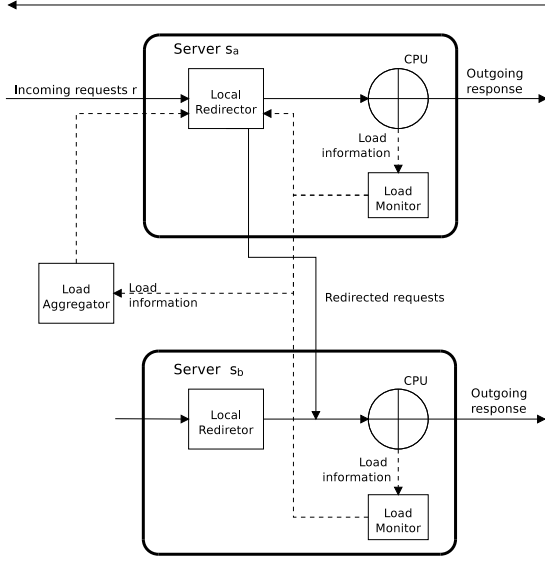 Server sa
CPU
Incoming requests r
Local
Redirector
Outgoing
response
Load
information
Load
Monitor
Load
Aggregator
Load
information
Redirected requests
Server sb
CPU
Local
Rediretor
Outgoing
response
Load
information
Load
Monitor